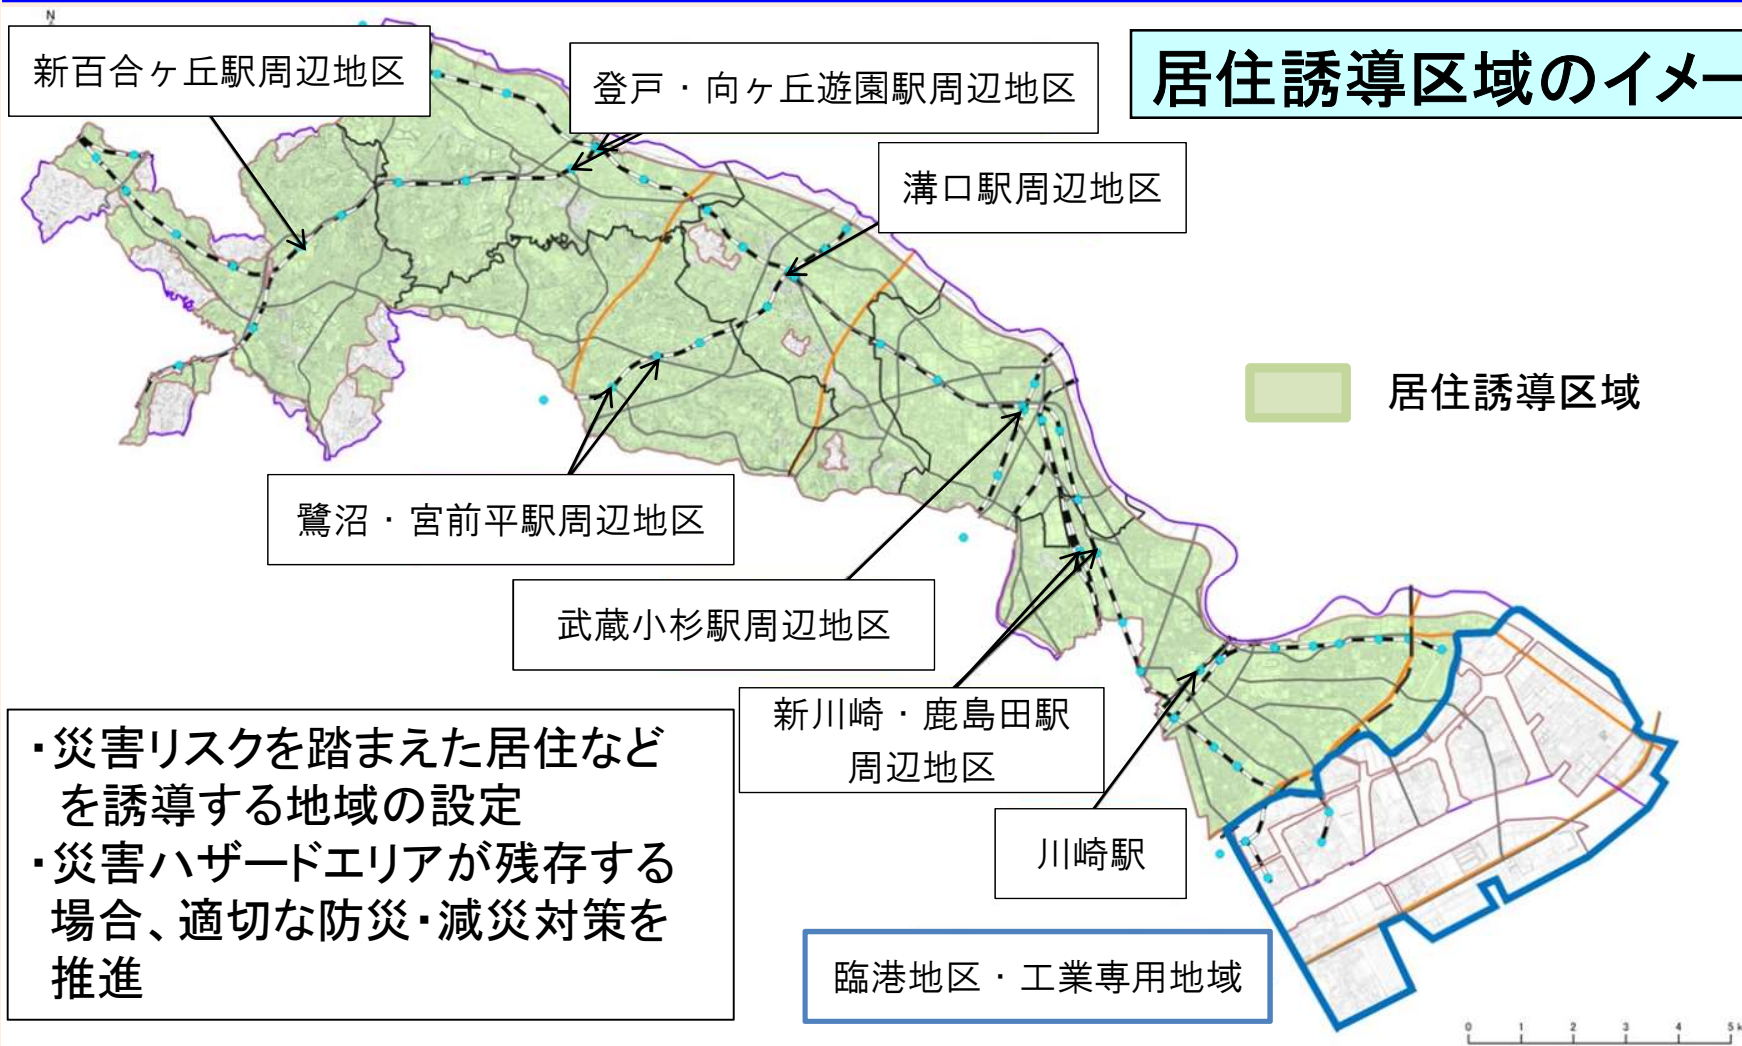 N
新百合ヶ丘駅周辺地区
登戸・向ヶ丘遊園駅周辺地区
居住誘導区域のイメー
溝口駅周辺地区
居住誘導区域
鷺沼・宮前平駅周辺地区
武蔵小杉駅周辺地区
新川崎・鹿島田駅
周辺地区
川崎駅
・災害リスクを踏まえた居住など
を誘導する地域の設定
・災害ハザードエリアが残存する
場合、適切な防災・減災対策を
推進
臨港地区・工業専用地域
0 1 2 3 4 5 k